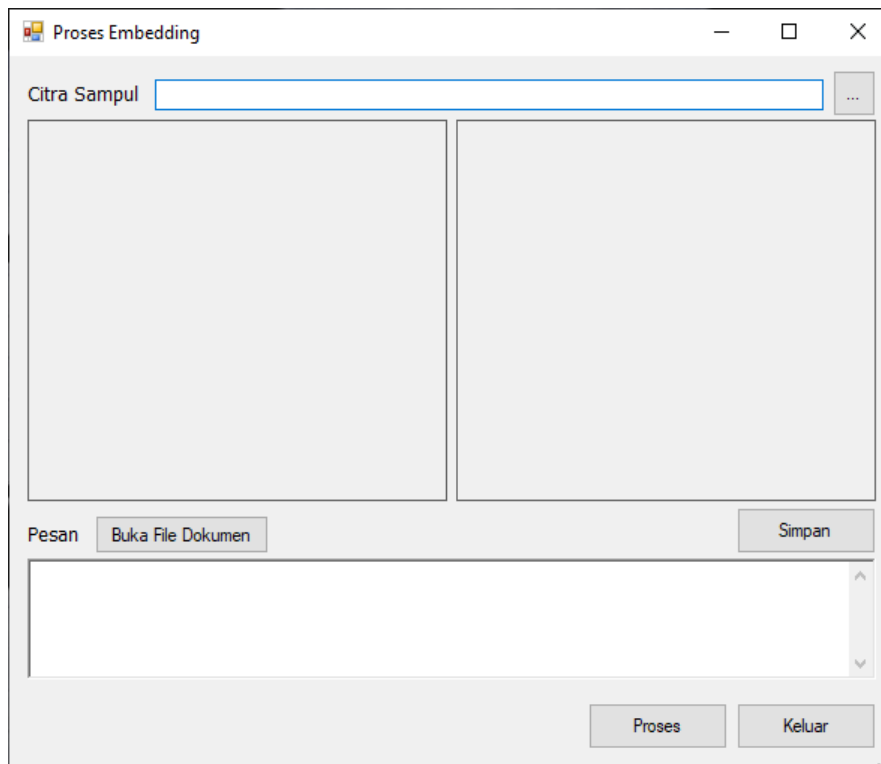 Proses Embedding
Citra Sampul ...
Pesan Buka File Dokumen Simpan
Proses Keluar